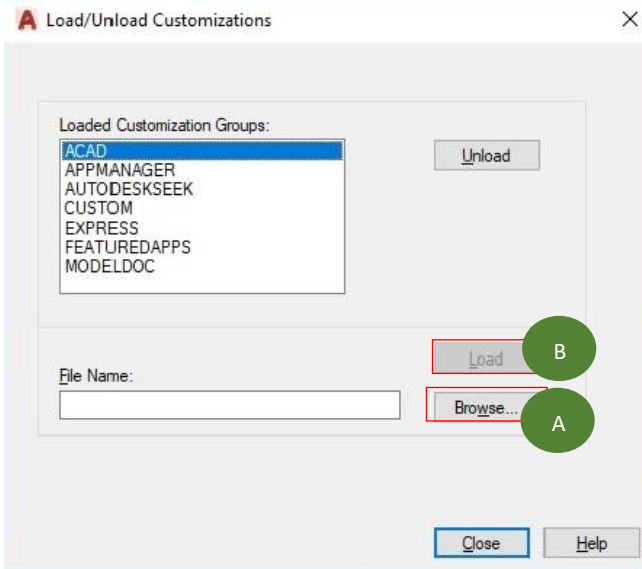 A Load/Unload Customizations
Loaded Customization Groups:
ACAD
APPMANAGER
AUTODESKSEEK
CUSTOM
EXPRESS
FEATUREDAPPS
MODELDOC
Unload
Load
B
File Name:
Browse...
A
Close
Help